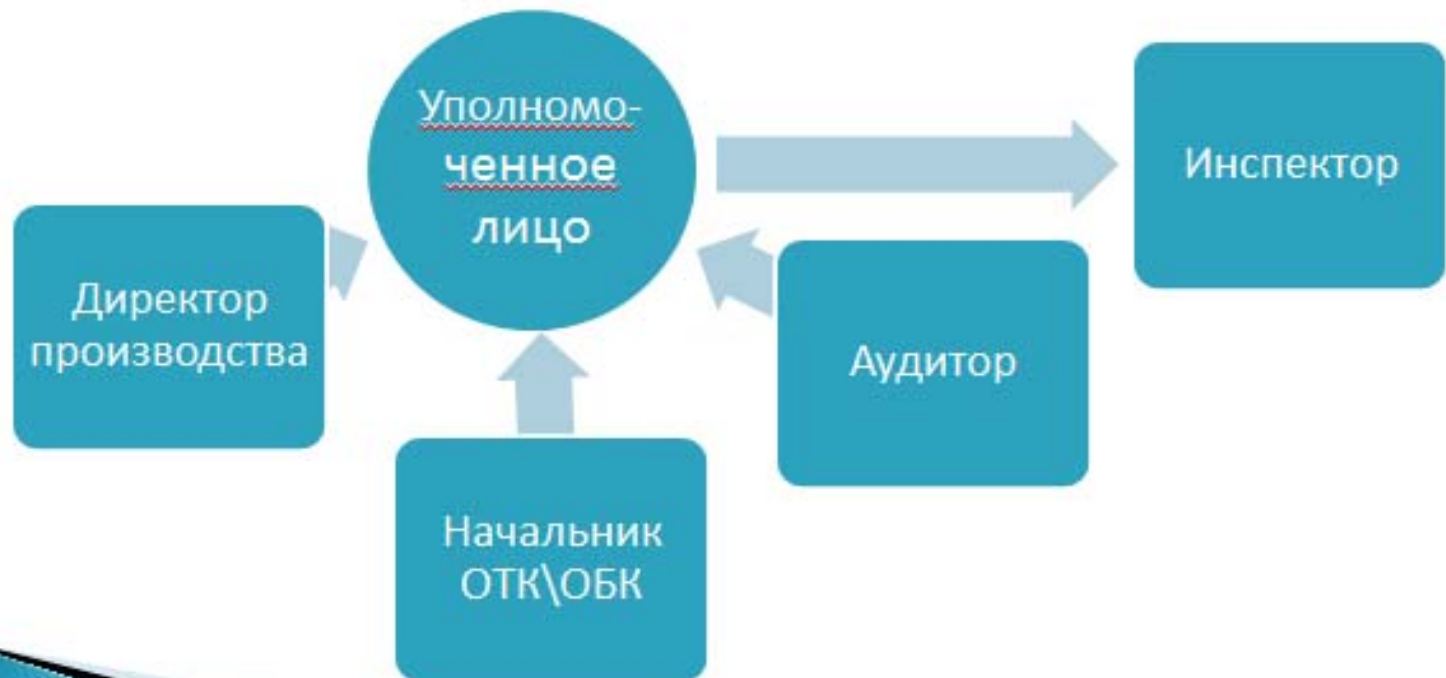 Уполномо-
ченное
лицо
Инспектор
Директор
производства
Аудитор
Начальник
ОТК\ОБК